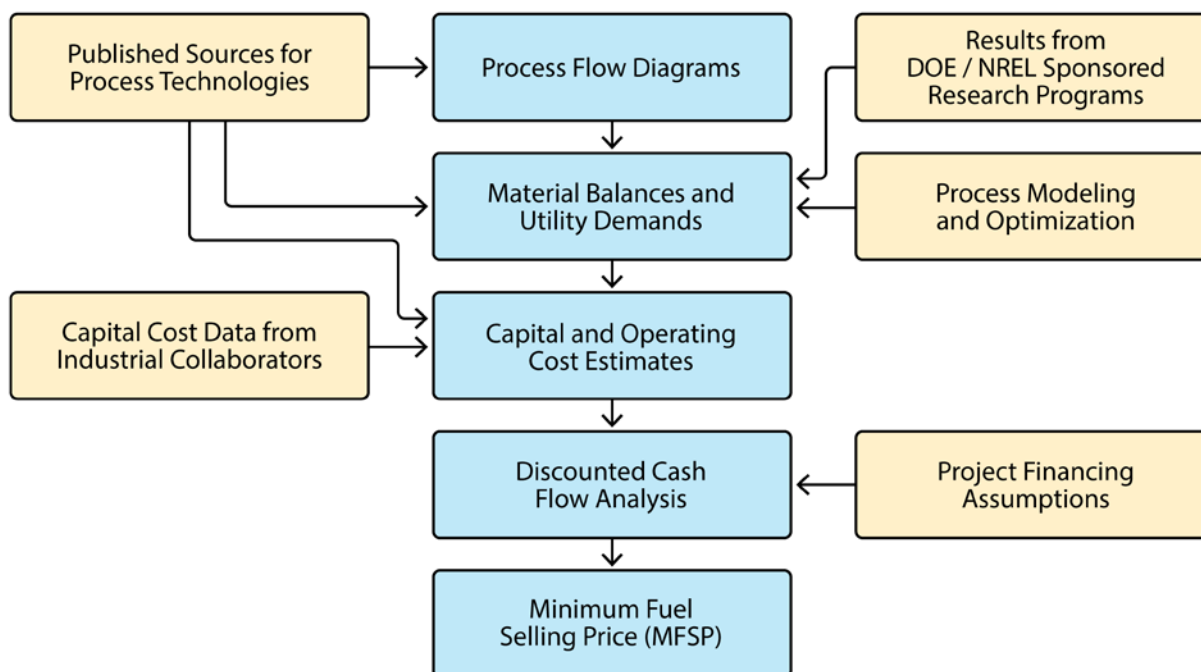 Published Sources for
Process Technologies
Process Flow Diagrams
Results from
DOE / NREL Sponsored
Research Programs
Material Balances and
Utility Demands
Process Modeling
and Optimization
Capital Cost Data from
Industrial Collaborators
Capital and Operating
Cost Estimates
Discounted Cash
Flow Analysis
Project Financing
Assumptions
Minimum Fuel
Selling Price (MFSP)